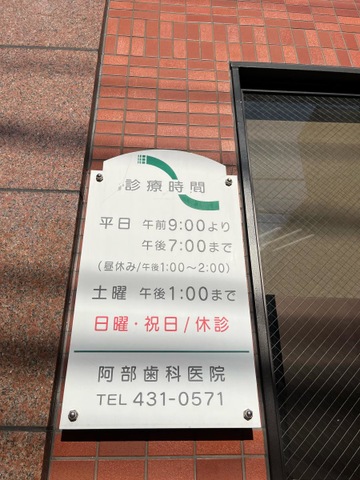 診療時間
平日 午前9:00より
午後7:00まで
(昼休み/午後1:00〜2:00)
土曜 午後1:00まで
日曜・祝日/休診
阿部歯科医院
TEL 431-0571